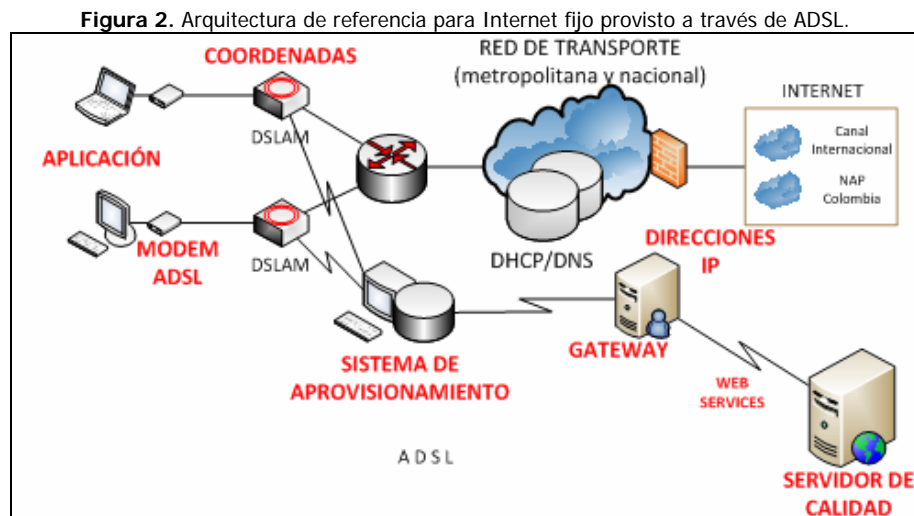 Figura 2. Arquitectura de referencia para Internet fijo provisto a través de ADSL.
COORDENADAS
RED DE TRANSPORTE
(metropolitana y nacional)
INTERNET
DSLAM
Canal
Internacional
APLICACIÓN
NAP
Colombia
MODEM
ADSL
DSLAM
DHCP/DNS
DIRECCIONES
IP
SISTEMA DE
APROVISIONAMIENTO
GATEWAY
WEB
SERVICES
A D S L
SERVIDOR DE
CALIDAD